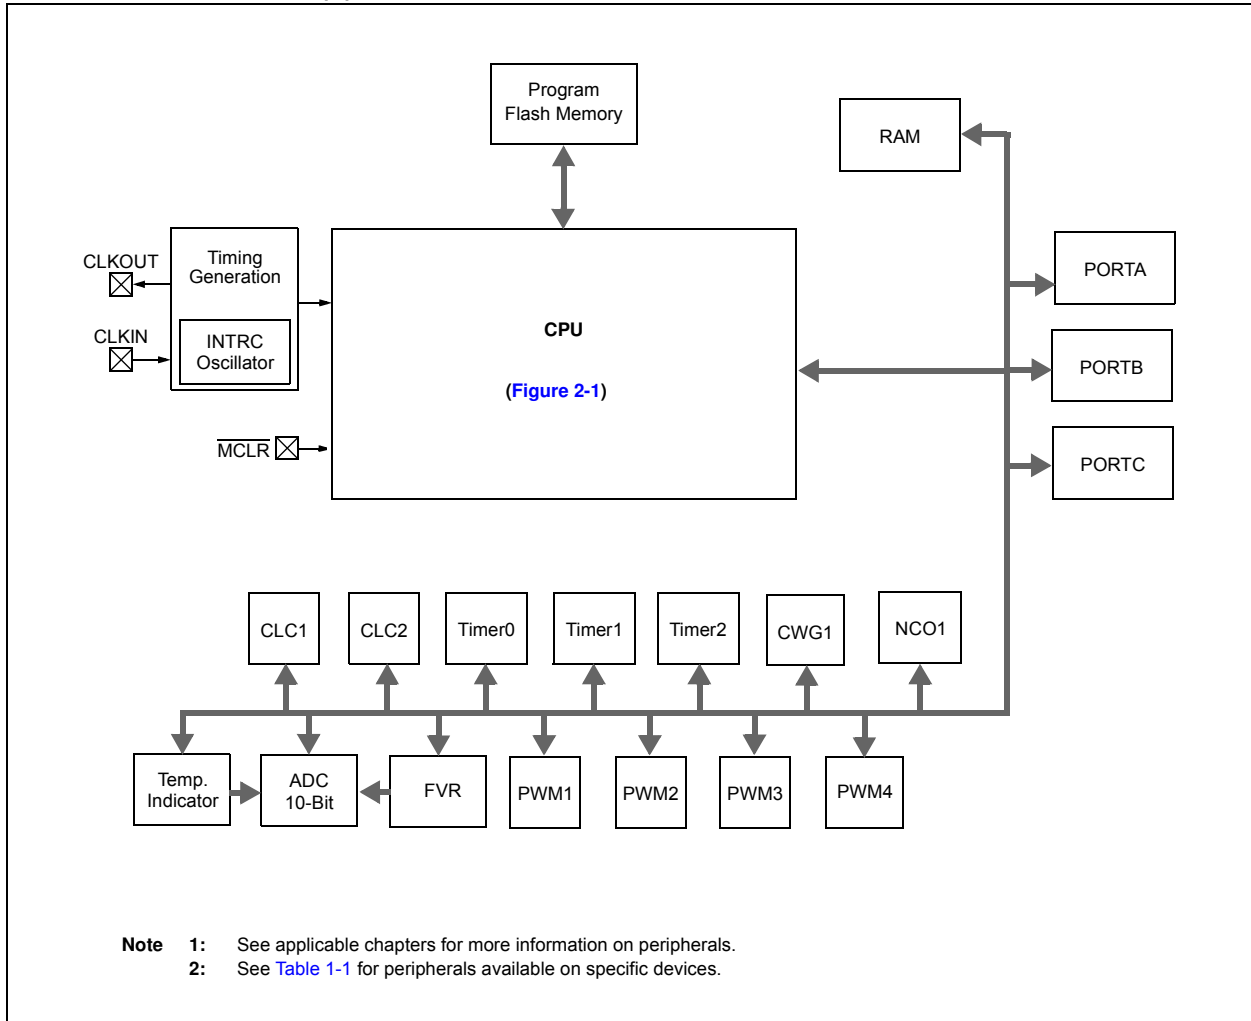 Program
Flash Memory
RAM
Timing
Generation
CLKOUT
CLKIN
INTRC
Oscillator
MCLR
CPU
(Figure 2-1)
PORTA
PORTB
PORTC
CLC1
CLC2
Timer0
Timer1
Timer2
CWG1
NCO1
Temp.
Indicator
ADC
10-Bit
FVR
PWM1
PWM2
PWM3
PWM4
Note 1: See applicable chapters for more information on peripherals.
2: See Table 1-1 for peripherals available on specific devices.